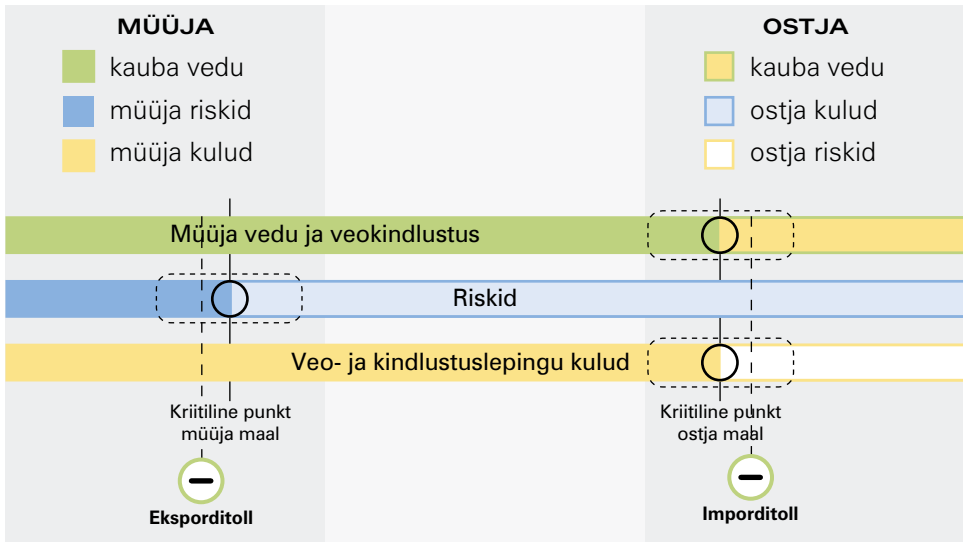 MÜÜJA
kauba vedu
müüja riskid
müüja kulud
OSTJA
kauba vedu
ostja kulud
ostja riskid
Müüja vedu ja veokindlustus
Riskid
Veo- ja kindlustuslepingu kulud
Kriitiline punkt
müüja maal
Kriitiline punkt
ostja maal
Eksporditoll
Imporditoll